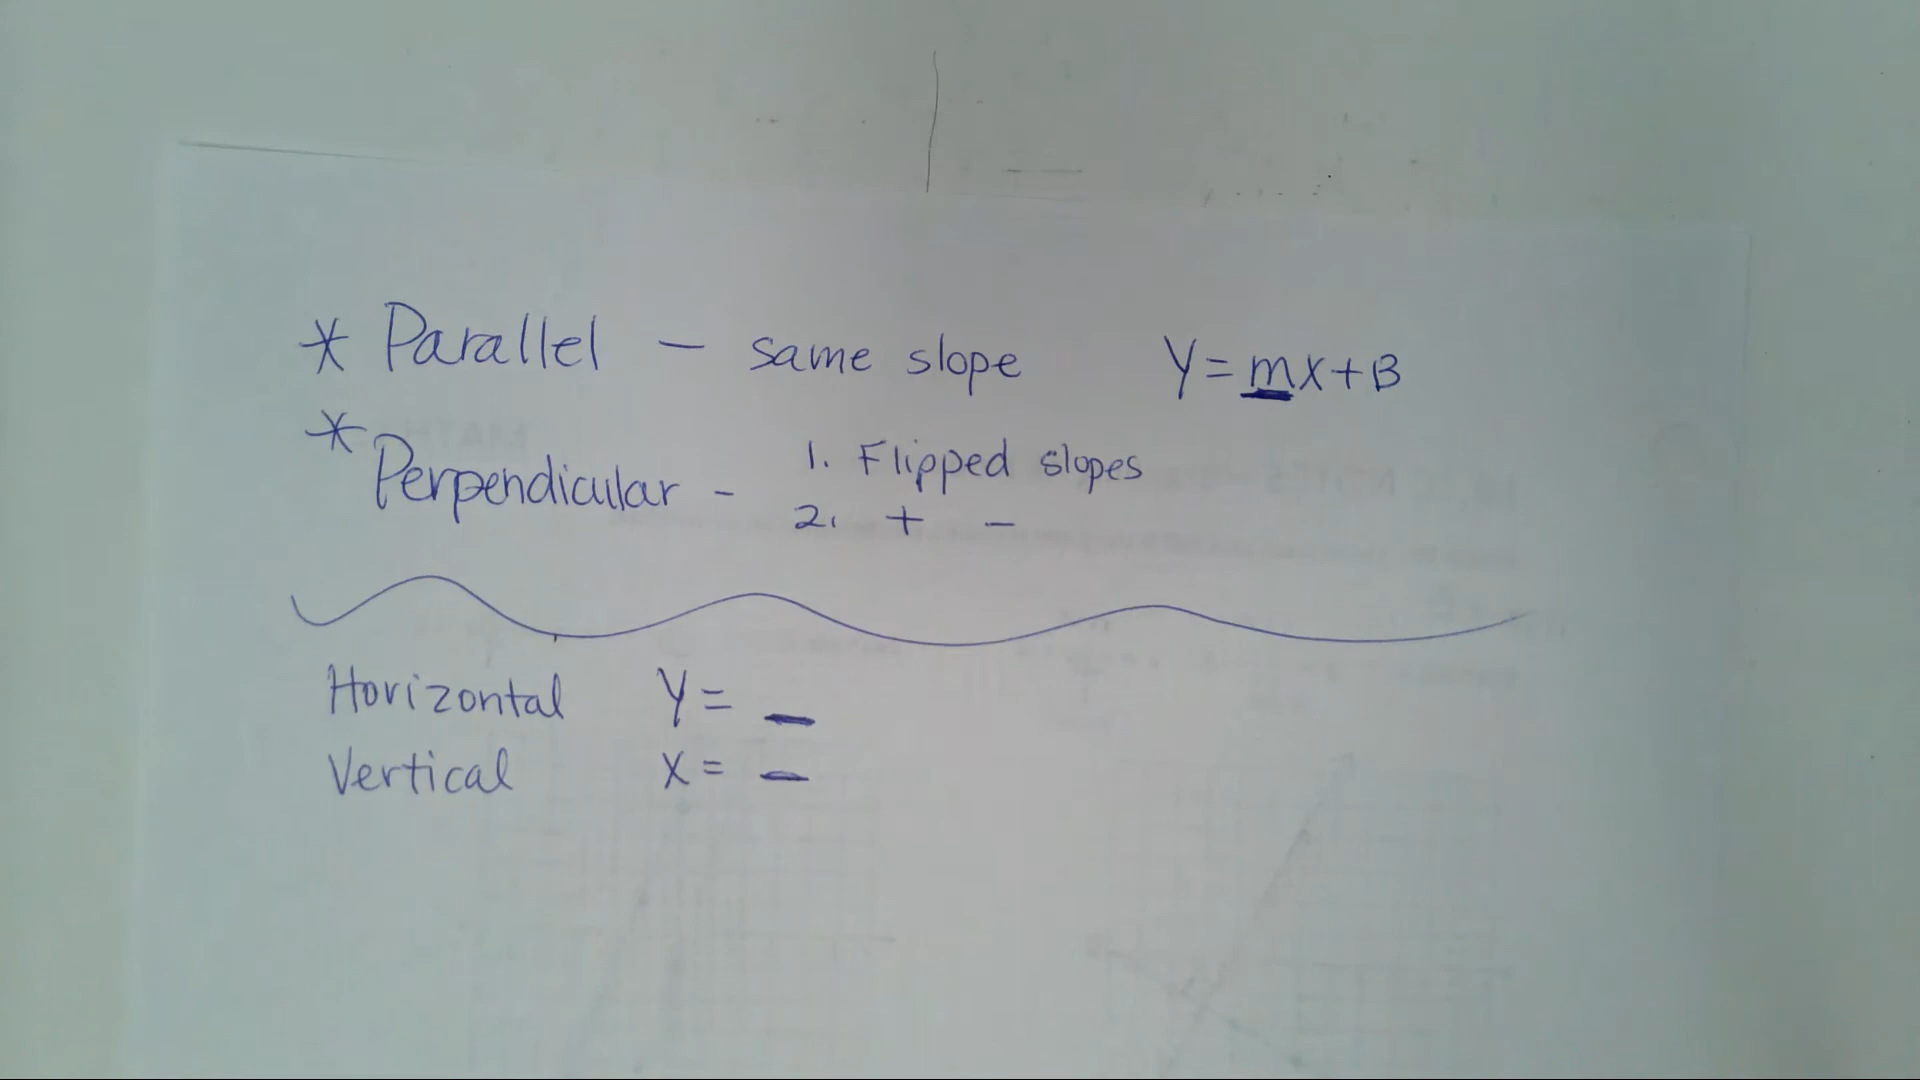 * Parallel - same slope Y=mx+B
* Perpendicular - 1. Flipped slopes
2. + -
Horizontal Y= _
Vertical X= _